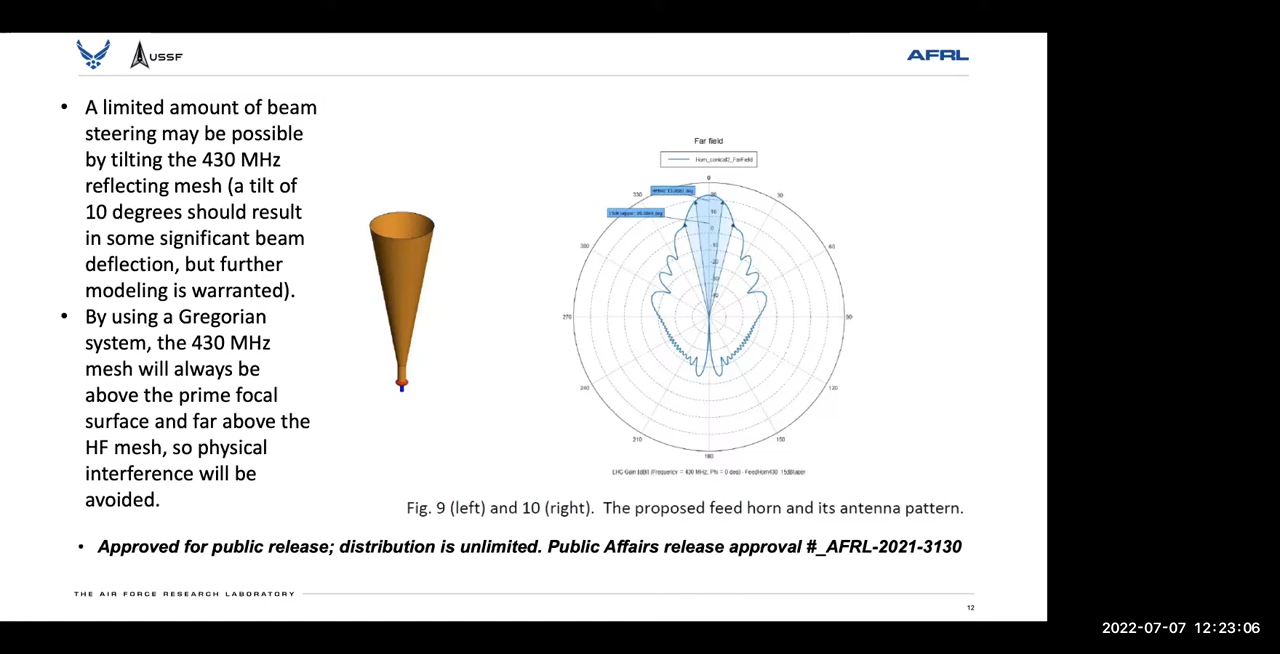 USSF
AFRL
• A limited amount of beam
steering may be possible
by tilting the 430 MHz
reflecting mesh (a tilt of
10 degrees should result
in some significant beam
deflection, but further
modeling is warranted).
• By using a Gregorian
system, the 430 MHz
mesh will always be
above the prime focal
surface and far above the
HF mesh, so physical
interference will be
avoided.
Far field
Horn_conical2_FarField
0
330
30
300
60
270
240
120
210
150
180
Fig. 9 (left) and 10 (right). The proposed feed horn and its antenna pattern.
• Approved for public release; distribution is unlimited. Public Affairs release approval #_AFRL-2021-3130
THE AIR FORCE RESEARCH LABORATORY
12
2022-07-07 12:23:06